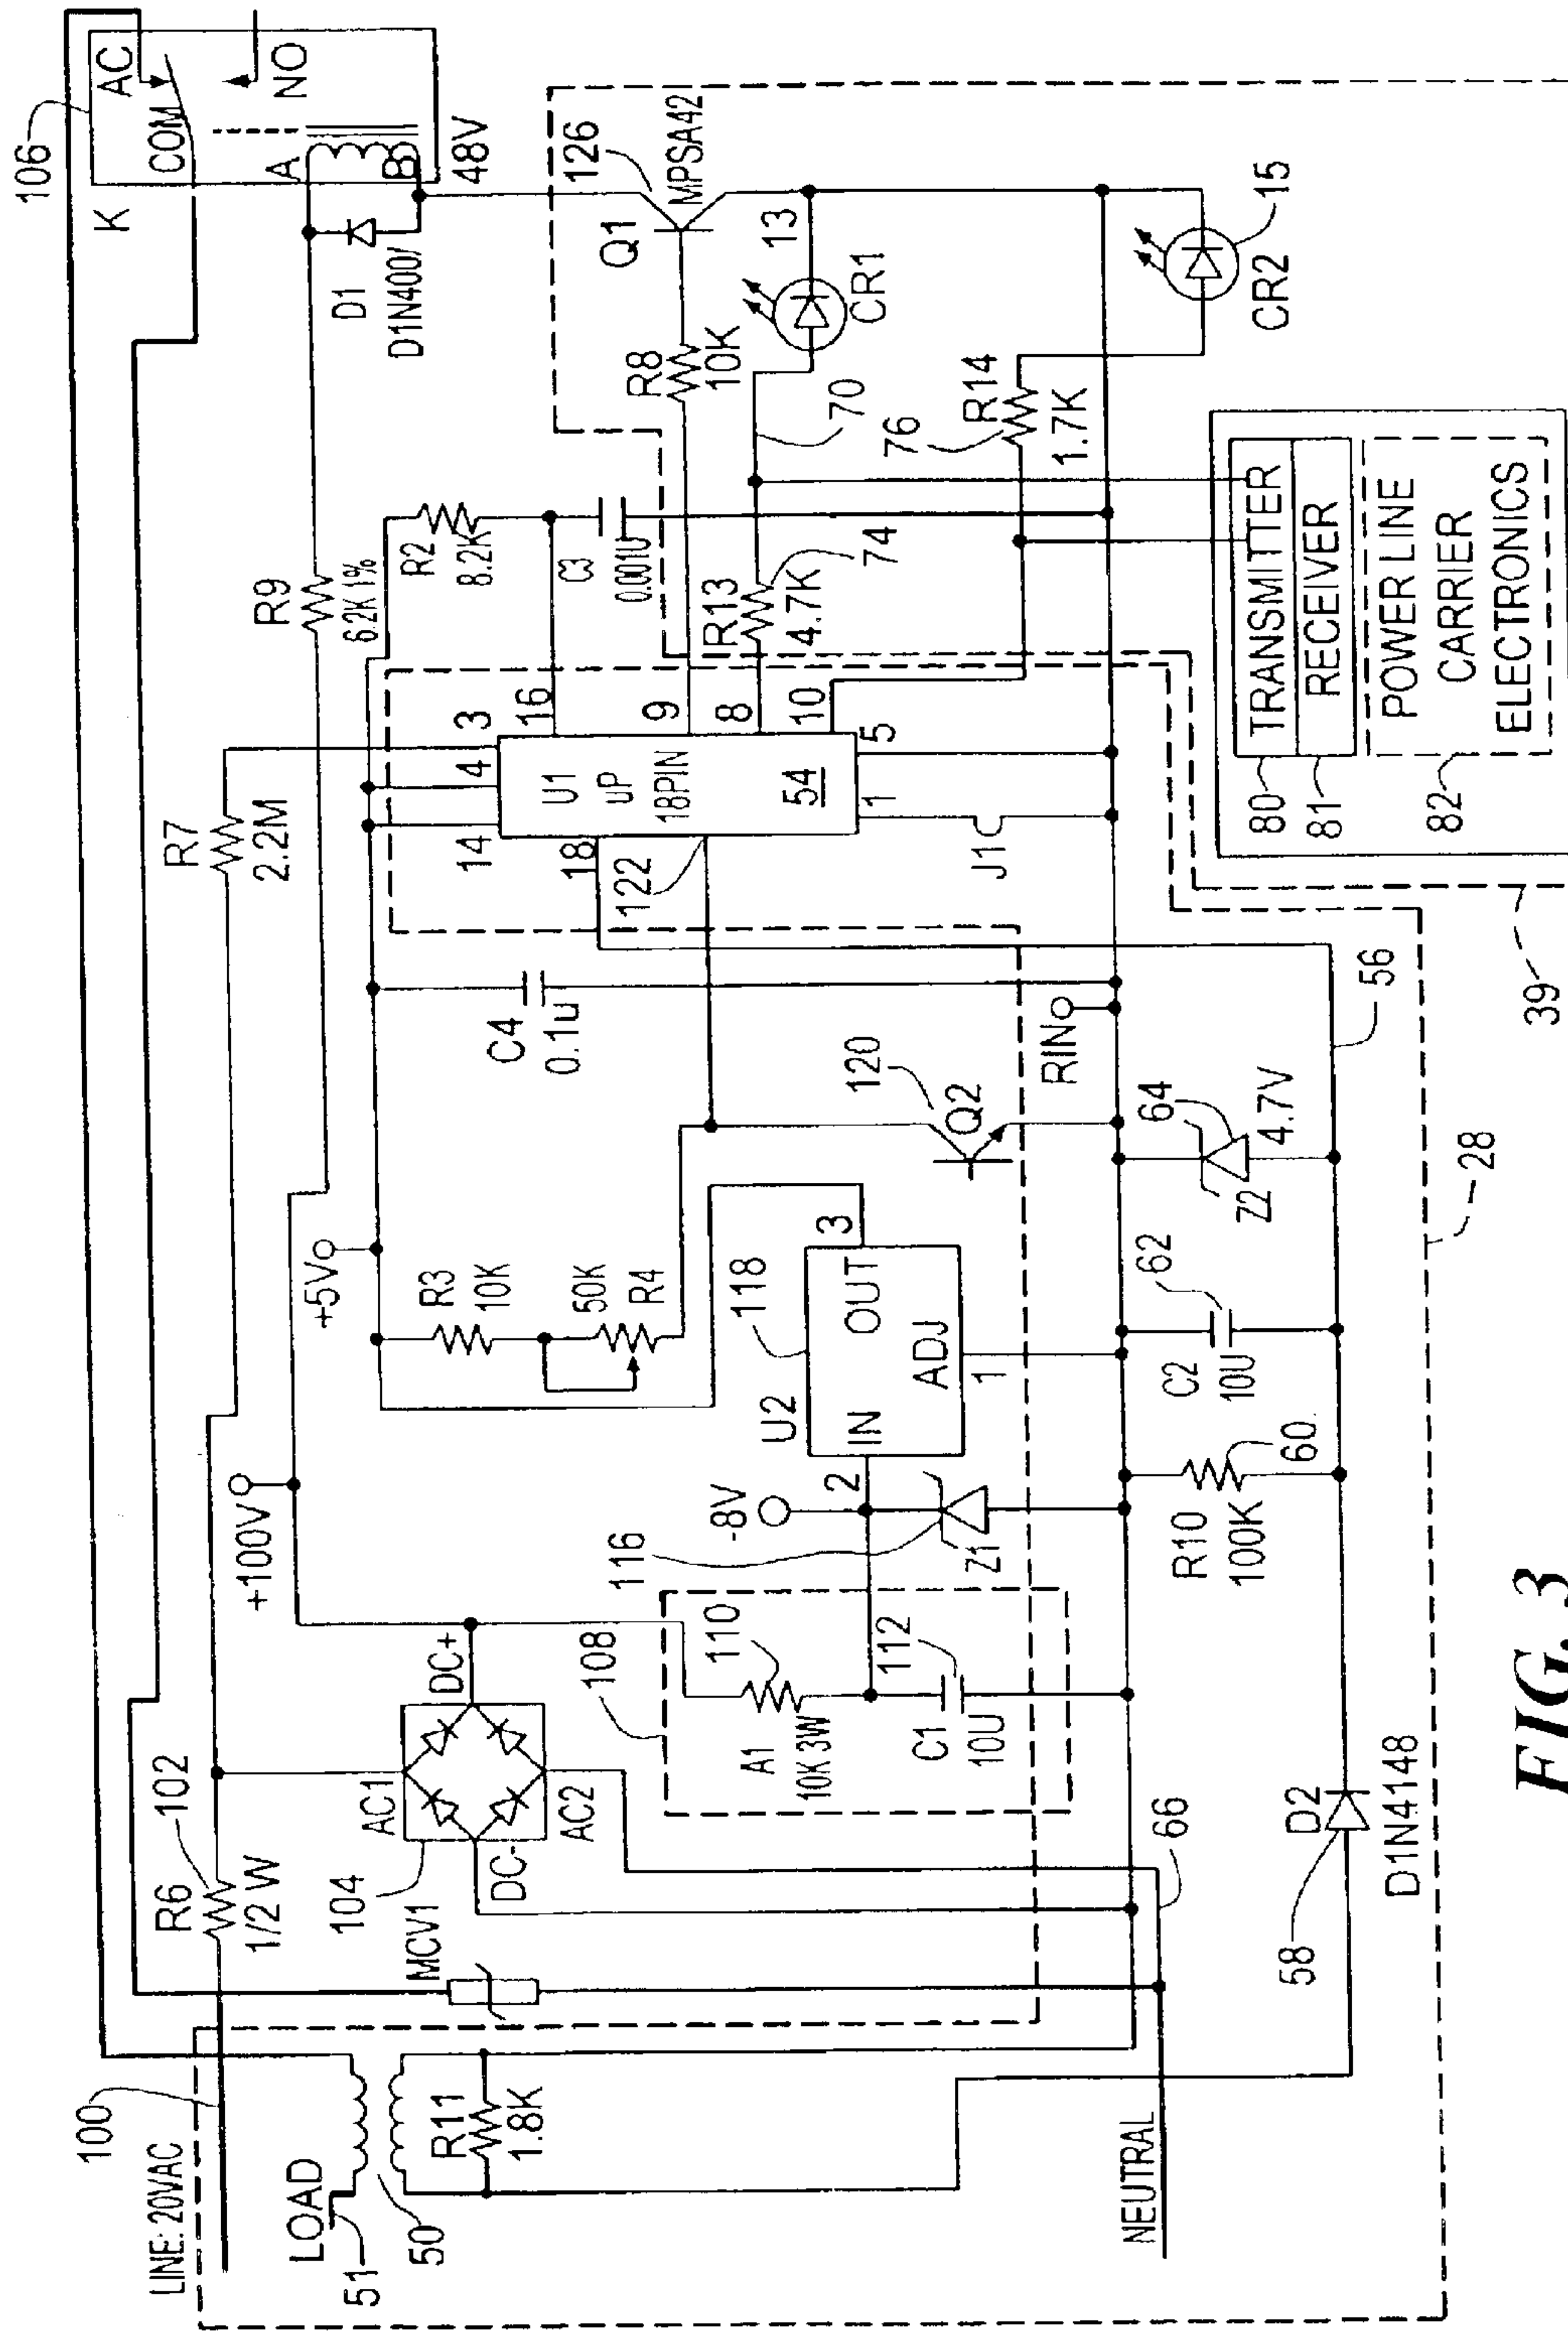 LINE: 20VAC
100
LOAD
51
50
R11
1.8K
NEUTRAL
R6
1/2 W
102
MCV1
104
AC1
AC2
DC+
DC-
66
58
D2
D1N4148
+100V
108
110
A1
10K 3W
112
C1
10U
116
-8V
Z1
2
U2
IN
OUT
ADJ
118
3
1
R10
100K
60
C2
10U
62
Z2
64
4.7V
56
28
+5V
R3
10K
50K
R4
Q2
120
RIN
C4
0.1u
R7
2.2M
14
4
3
18
122
U1
uP
18PIN
54
16
9
8
10
5
1
J1
R9
6.2K 1%
R2
8.2K
C3
0.001U
R13
4.7K
74
R8
10K
70
76
R14
1.7K
CR1
13
Q1
126
MPSA42
CR2
15
D1
D1N400/
K
106
A
B
48V
COM
AC
NO
TRANSMITTER
RECEIVER
POWER LINE
CARRIER
ELECTRONICS
80
81
82
39
FIG. 3